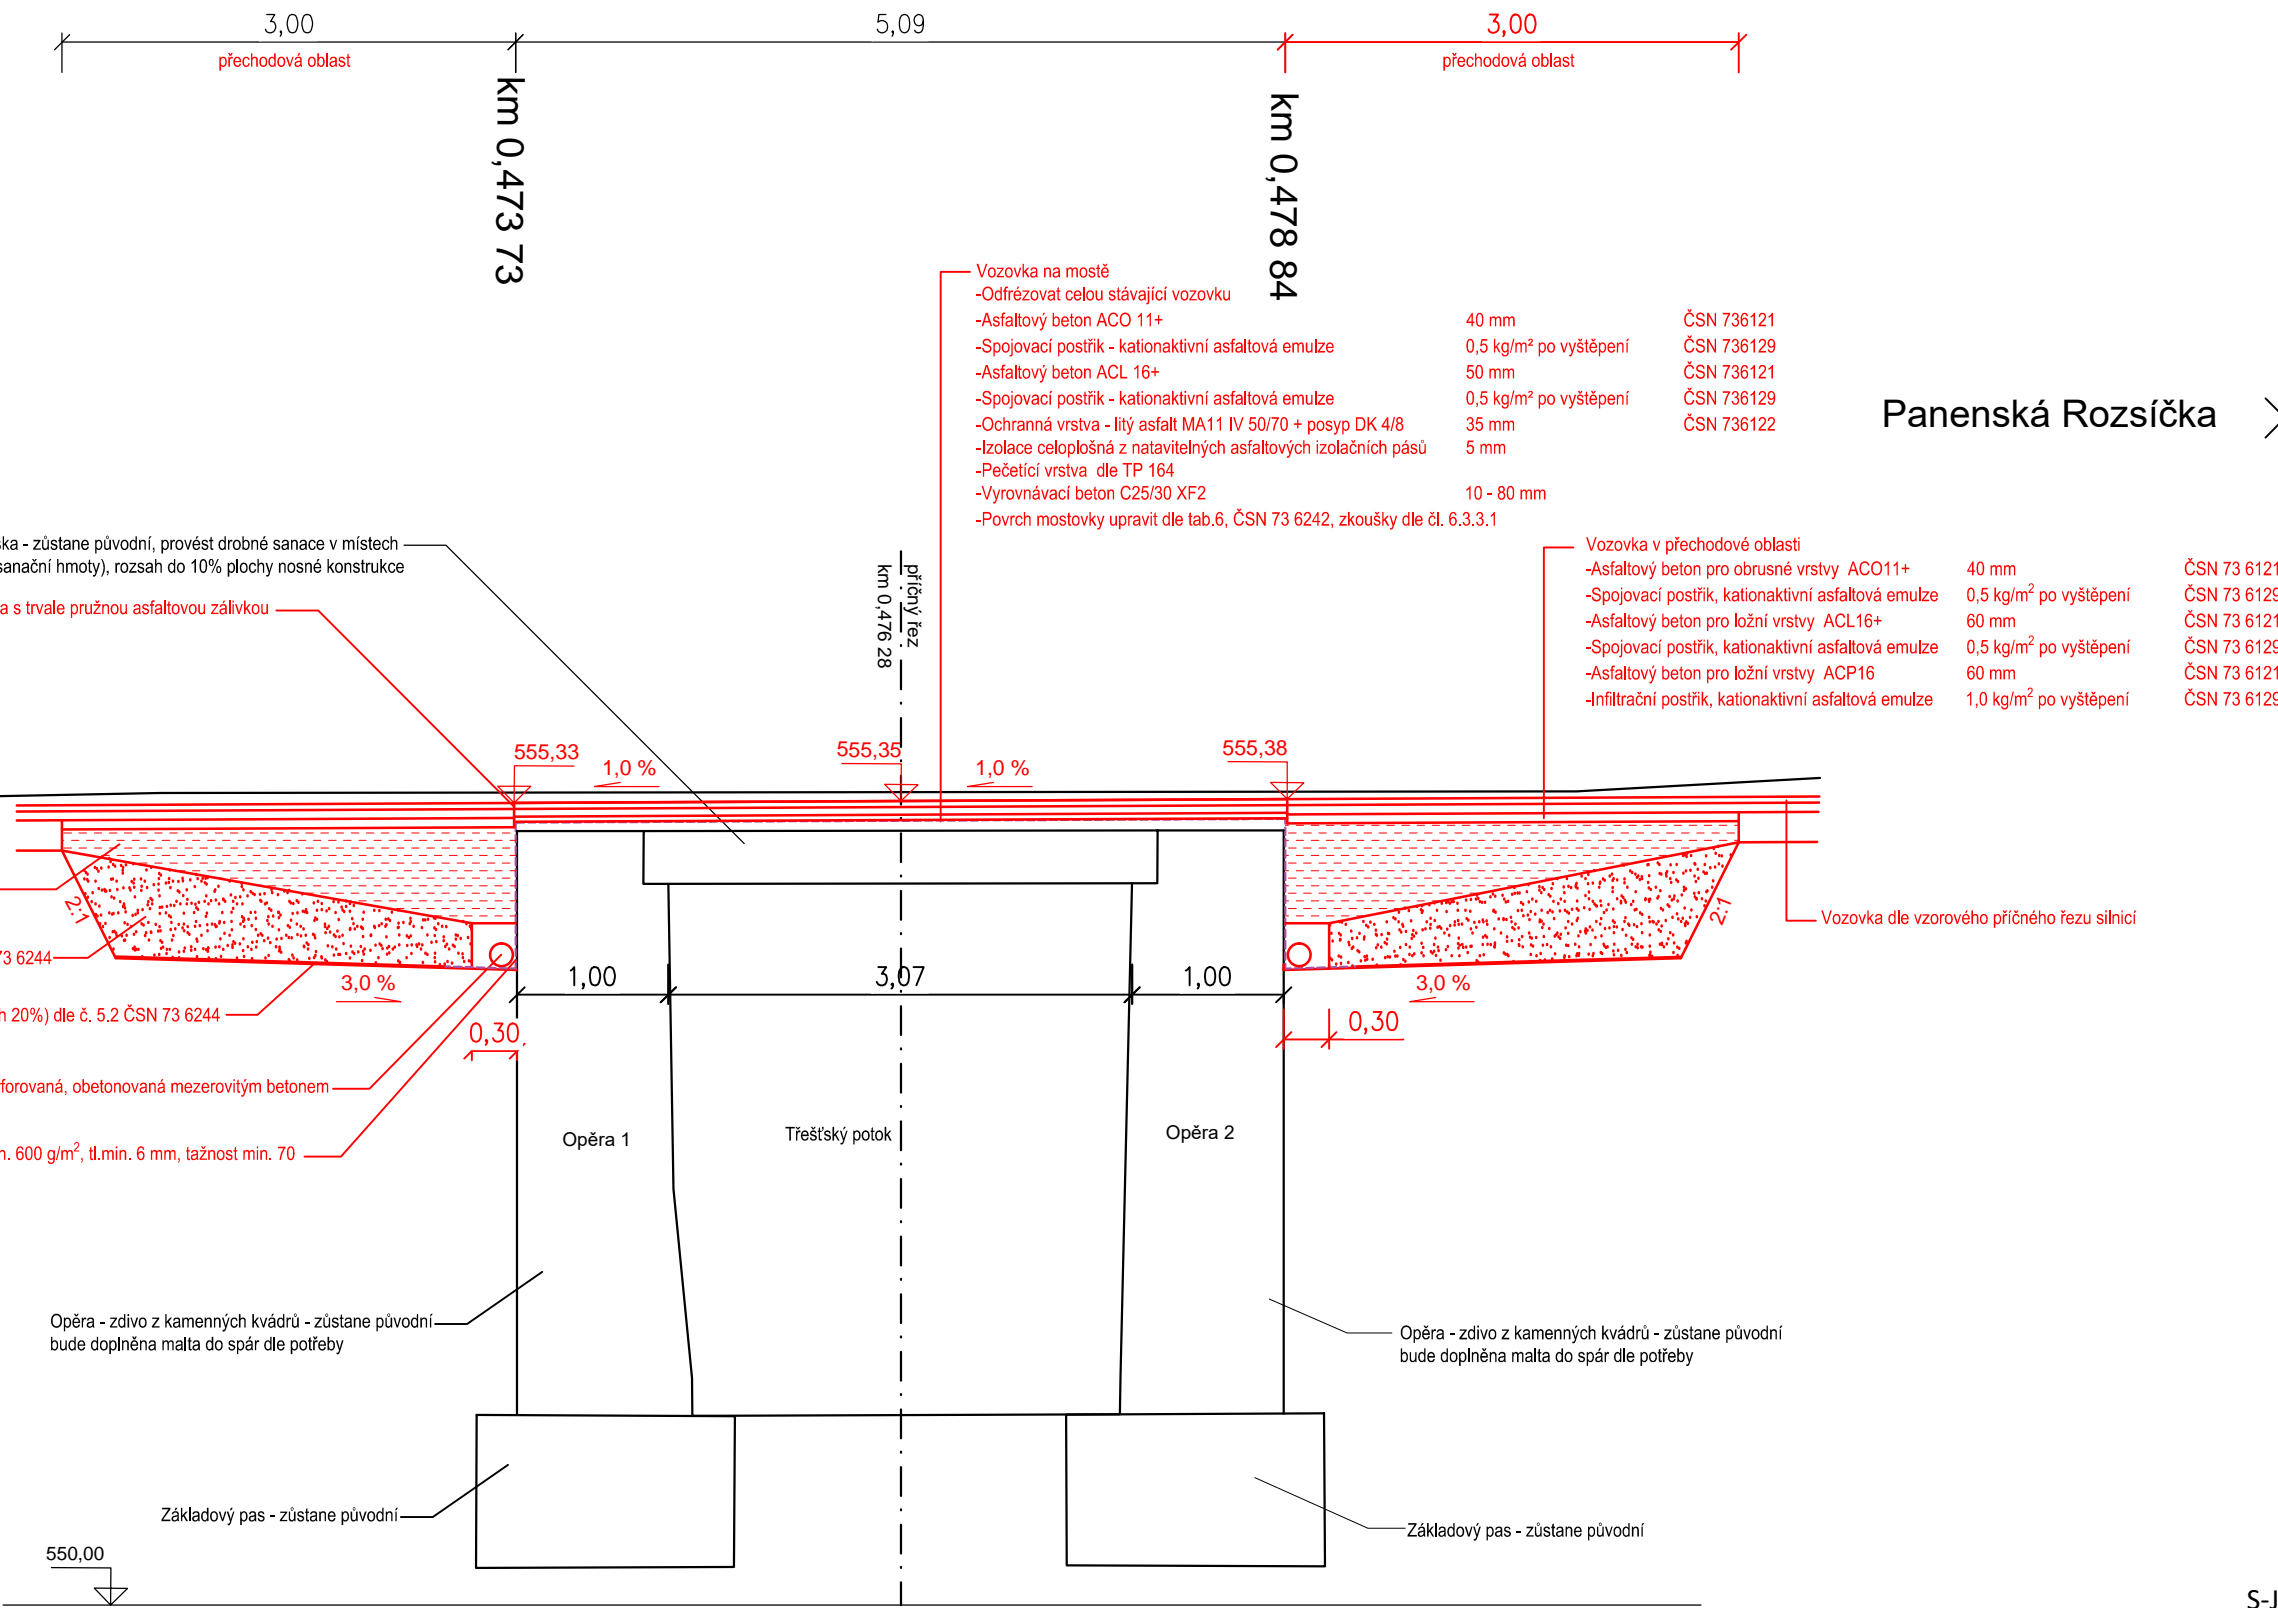 3,00
přechodová oblast
5,09
3,00
přechodová oblast
km 0,473 73
km 0,478 84
Vozovka na mostě
-Odfrézovat celou stávající vozovku
-Asfaltový beton ACO 11+ 40 mm ČSN 736121
-Spojovací postřik - kationaktivní asfaltová emulze 0,5 kg/m² po vyštěpení ČSN 736129
-Asfaltový beton ACL 16+ 50 mm ČSN 736121
-Spojovací postřik - kationaktivní asfaltová emulze 0,5 kg/m² po vyštěpení ČSN 736129
-Ochranná vrstva - litý asfalt MA11 IV 50/70 + posyp DK 4/8 35 mm ČSN 736122
-Izolace celoplošná z natavitelných asfaltových izolačních pásů 5 mm
-Pečetící vrstva dle TP 164
-Vyrovnávací beton C25/30 XF2 10 - 80 mm
-Povrch mostovky upravit dle tab.6, ČSN 73 6242, zkoušky dle čl. 6.3.3.1
Panenská Rozsíčka
ska - zůstane původní, provést drobné sanace v místech
sanační hmoty), rozsah do 10% plochy nosné konstrukce
a s trvale pružnou asfaltovou zálivkou
příčný řez
km 0,476 28
Vozovka v přechodové oblasti
-Asfaltový beton pro obrusné vrstvy ACO11+ 40 mm ČSN 73 6121
-Spojovací postřik, kationaktivní asfaltová emulze 0,5 kg/m² po vyštěpení ČSN 73 6129
-Asfaltový beton pro ložní vrstvy ACL16+ 60 mm ČSN 73 6121
-Spojovací postřik, kationaktivní asfaltová emulze 0,5 kg/m² po vyštěpení ČSN 73 6129
-Asfaltový beton pro ložní vrstvy ACP16 60 mm ČSN 73 6121
-Infiltrační postřik, kationaktivní asfaltová emulze 1,0 kg/m² po vyštěpení ČSN 73 6129
555,33
1,0 %
555,35
1,0 %
555,38
2:1
2:1
Vozovka dle vzorového příčného řezu silnicí
73 6244
3,0 %
1,00
3,07
1,00
3,0 %
h 20%) dle č. 5.2 ČSN 73 6244
0,30
0,30
forovaná, obetonovaná mezerovitým betonem
Opěra 1
Třešťský potok
Opěra 2
n. 600 g/m², tl.min. 6 mm, tažnost min. 70
Opěra - zdivo z kamenných kvádrů - zůstane původní
bude doplněna malta do spár dle potřeby
Opěra - zdivo z kamenných kvádrů - zůstane původní
bude doplněna malta do spár dle potřeby
Základový pas - zůstane původní
Základový pas - zůstane původní
550,00
S-J